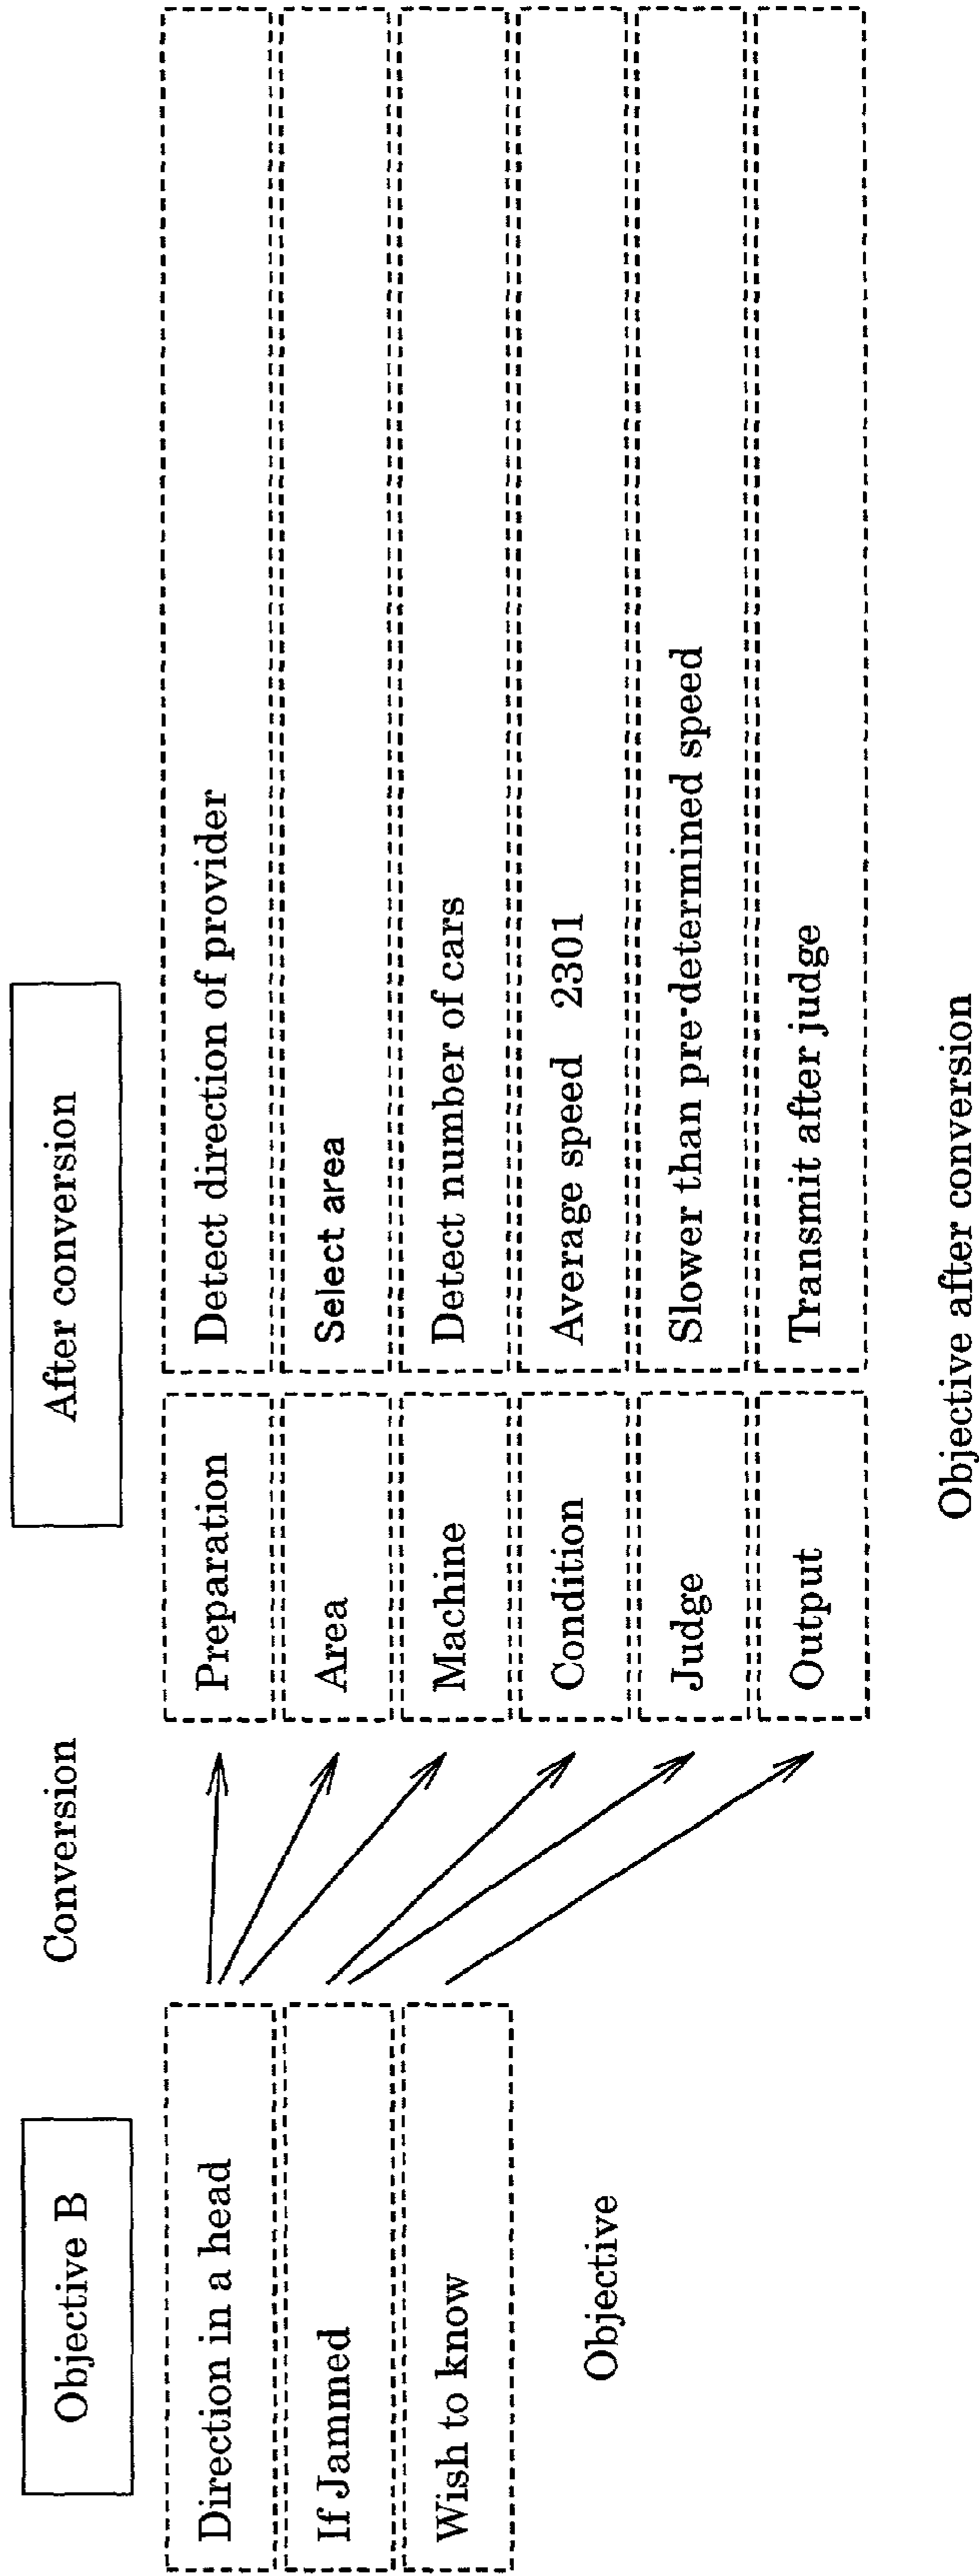 Objective B
Conversion
After conversion
Direction in a head
If Jammed
Wish to know
Objective
Preparation
Detect direction of provider
Area
Select area
Machine
Detect number of cars
Condition
Average speed 2301
Judge
Slower than pre-determined speed
Output
Transmit after judge
Objective after conversion